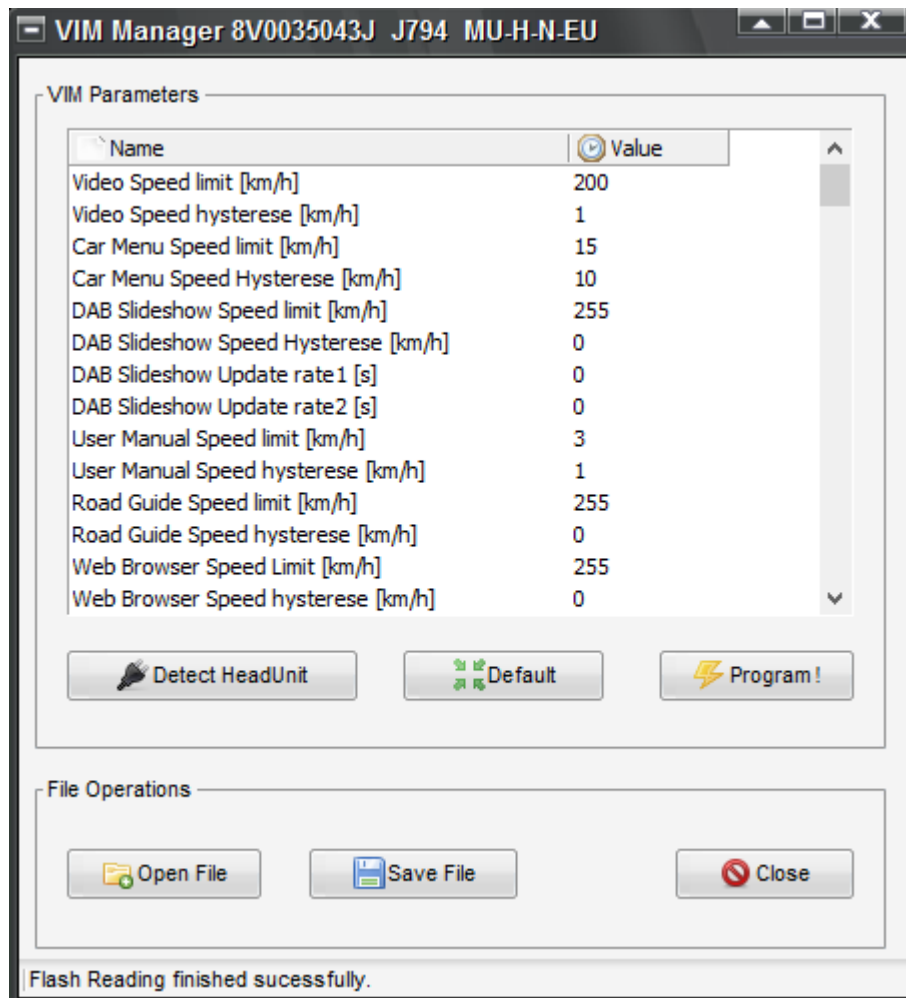 VIM Manager 8V0035043J J794 MU-H-N-EU
VIM Parameters
Name Value
Video Speed limit [km/h] 200
Video Speed hysterese [km/h] 1
Car Menu Speed limit [km/h] 15
Car Menu Speed Hysterese [km/h] 10
DAB Slideshow Speed limit [km/h] 255
DAB Slideshow Speed Hysterese [km/h] 0
DAB Slideshow Update rate1 [s] 0
DAB Slideshow Update rate2 [s] 0
User Manual Speed limit [km/h] 3
User Manual Speed hysterese [km/h] 1
Road Guide Speed limit [km/h] 255
Road Guide Speed hysterese [km/h] 0
Web Browser Speed Limit [km/h] 255
Web Browser Speed hysterese [km/h] 0
Detect HeadUnit Default Program !
File Operations
Open File Save File Close
Flash Reading finished sucessfully.